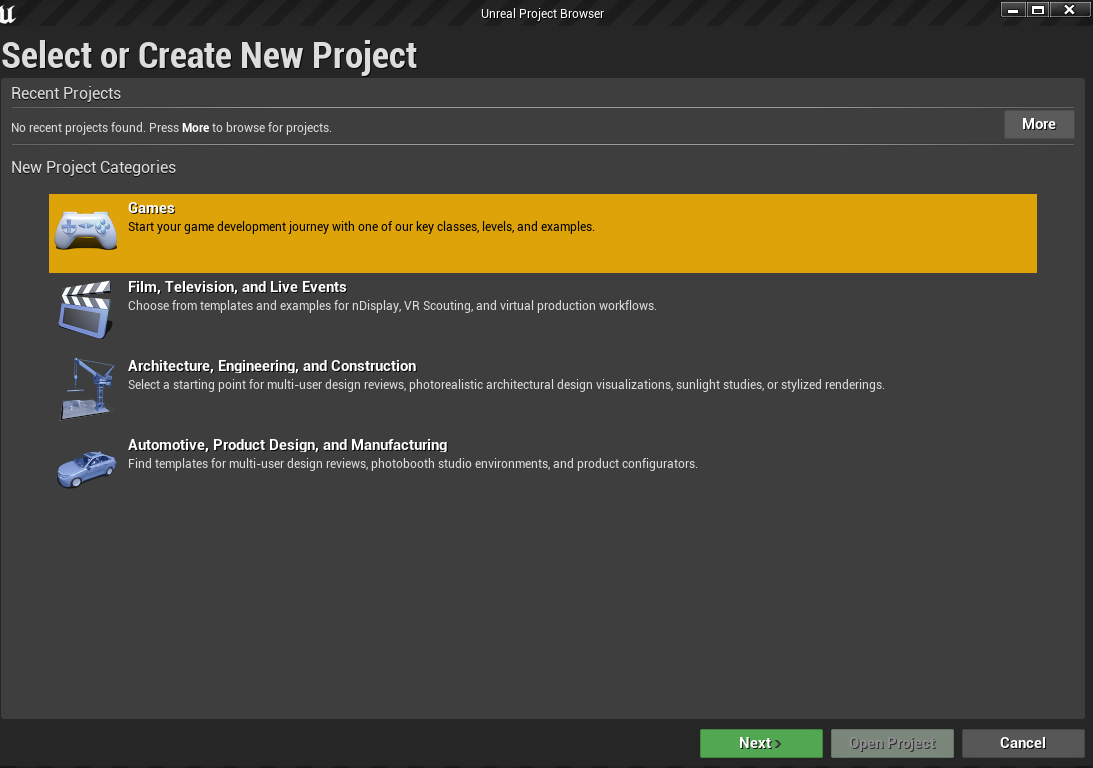 Unreal Project Browser
Select or Create New Project
Recent Projects
No recent projects found. Press More to browse for projects.
More
New Project Categories
Games
Start your game development journey with one of our key classes, levels, and examples.
Film, Television, and Live Events
Choose from templates and examples for nDisplay, VR Scouting, and virtual production workflows.
Architecture, Engineering, and Construction
Select a starting point for multi-user design reviews, photorealistic architectural design visualizations, sunlight studies, or stylized renderings.
Automotive, Product Design, and Manufacturing
Find templates for multi-user design reviews, photobooth studio environments, and product configurators.
Next >
Open Project
Cancel